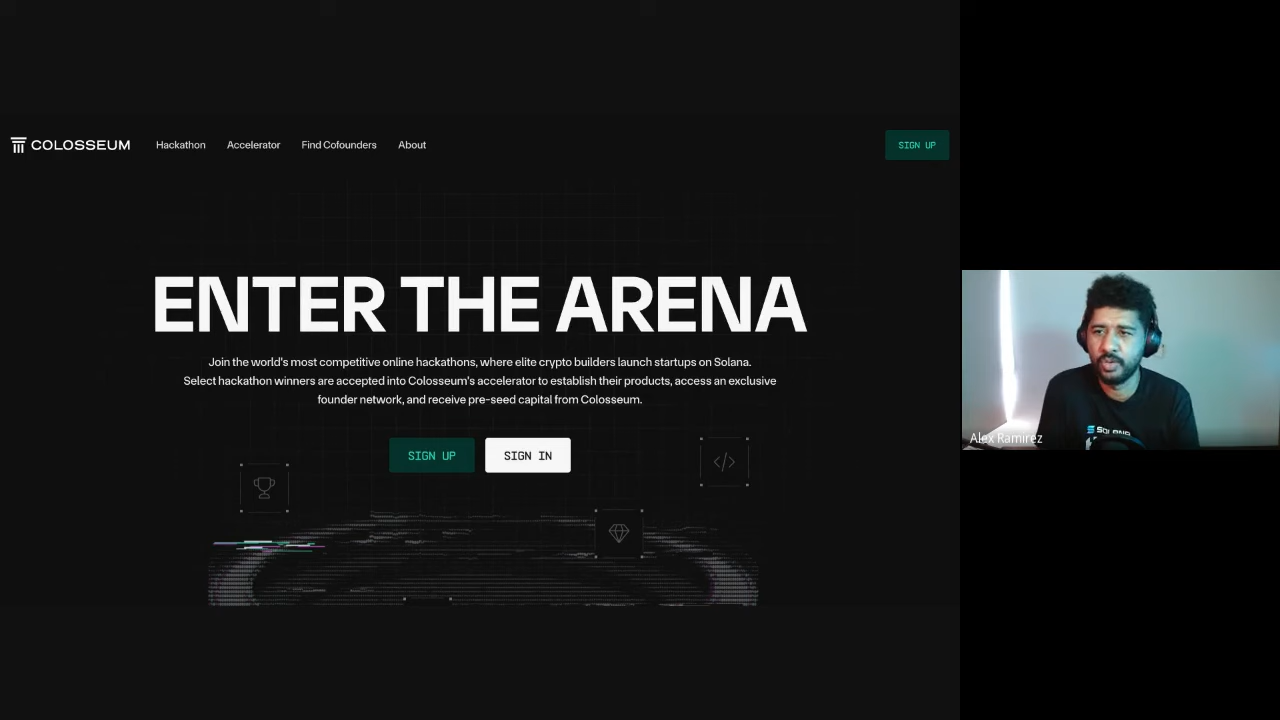 COLOSSEUM
Hackathon
Accelerator
Find Cofounders
About
SIGN UP
ENTER THE ARENA
Join the world's most competitive online hackathons, where elite crypto builders launch startups on Solana.
Select hackathon winners are accepted into Colosseum's accelerator to establish their products, access an exclusive
founder network, and receive pre-seed capital from Colosseum.
SIGN UP
SIGN IN
Alex Ramirez